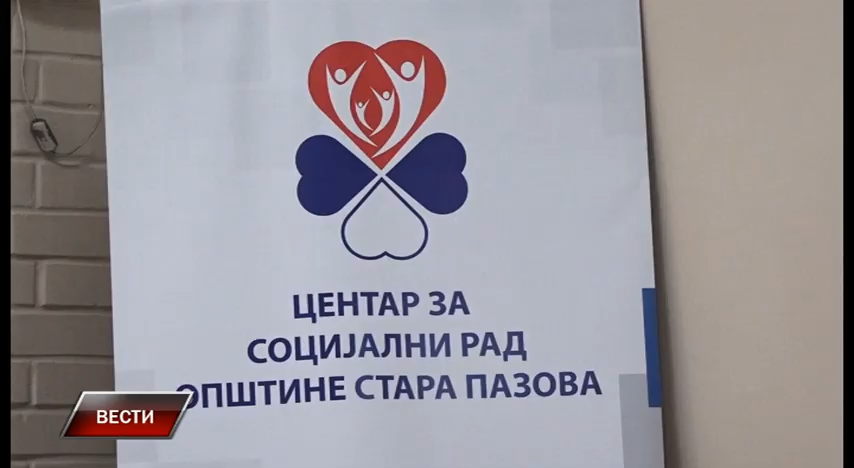 ЦЕНТАР ЗА
СОЦИЈАЛНИ РАД
ОПШТИНЕ СТАРА ПАЗОВА
ВЕСТИ